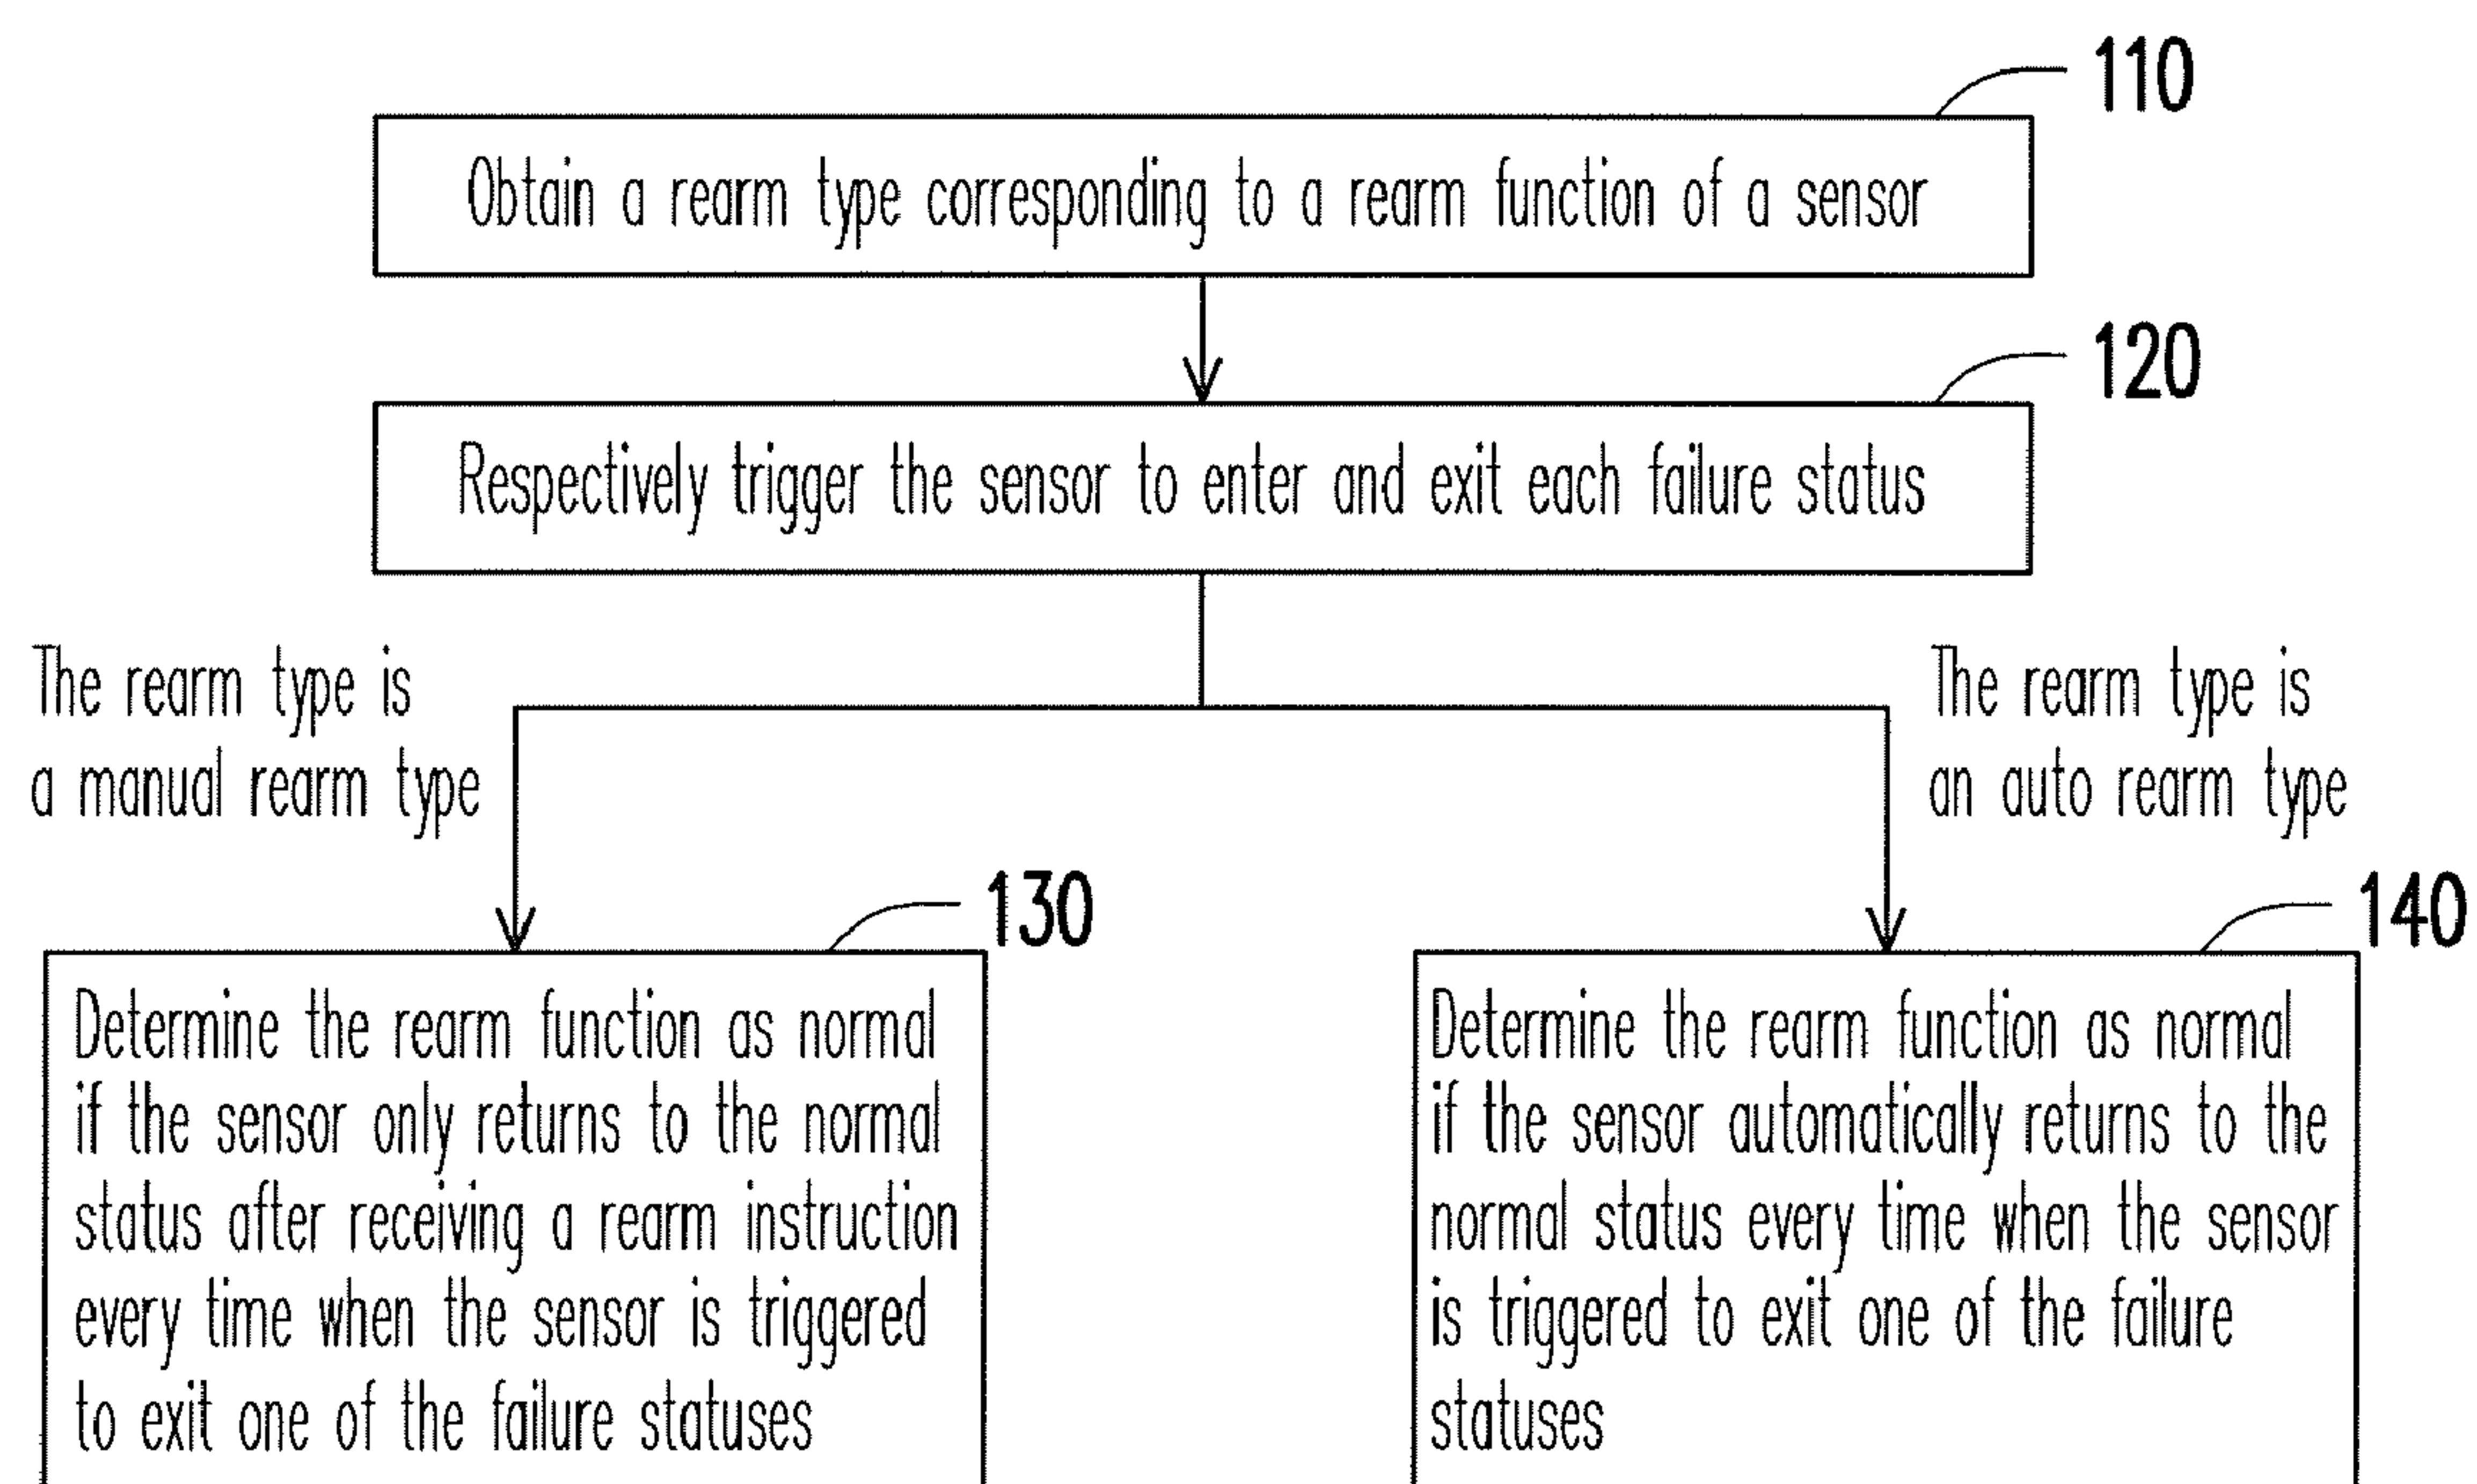 110
Obtain a rearm type corresponding to a rearm function of a sensor
120
Respectively trigger the sensor to enter and exit each failure status
The rearm type is
a manual rearm type
The rearm type is
an auto rearm type
130
Determine the rearm function as normal
if the sensor only returns to the normal
status after receiving a rearm instruction
every time when the sensor is triggered
to exit one of the failure statuses
140
Determine the rearm function as normal
if the sensor automatically returns to the
normal status every time when the sensor
is triggered to exit one of the failure
statuses